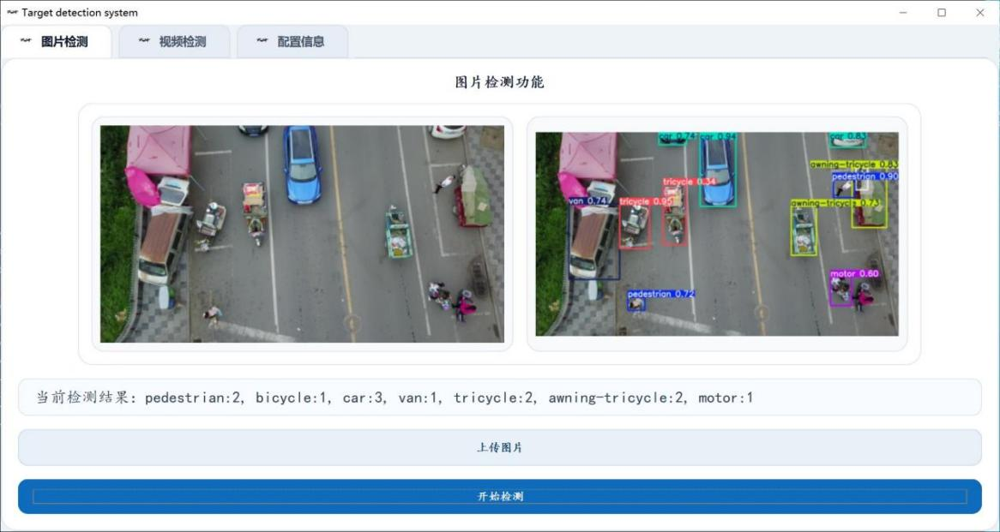 Target detection system
图片检测
视频检测
配置信息
图片检测功能
car 0.74
car 0.94
car 0.83
awning-tricycle 0.83
pedestrian 0.90
tricycle 0.34
van 0.74
tricycle 0.95
awning-tricycle 0.73
motor 0.60
pedestrian 0.72
当前检测结果: pedestrian:2, bicycle:1, car:3, van:1, tricycle:2, awning-tricycle:2, motor:1
上传图片
开始检测